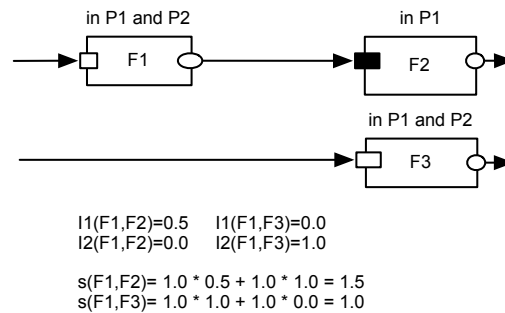 in P1 and P2 in P1
F1 F2
in P1 and P2
F3
I1(F1,F2)=0.5 I1(F1,F3)=0.0
I2(F1,F2)=0.0 I2(F1,F3)=1.0
s(F1,F2)= 1.0 * 0.5 + 1.0 * 1.0 = 1.5
s(F1,F3)= 1.0 * 1.0 + 1.0 * 0.0 = 1.0